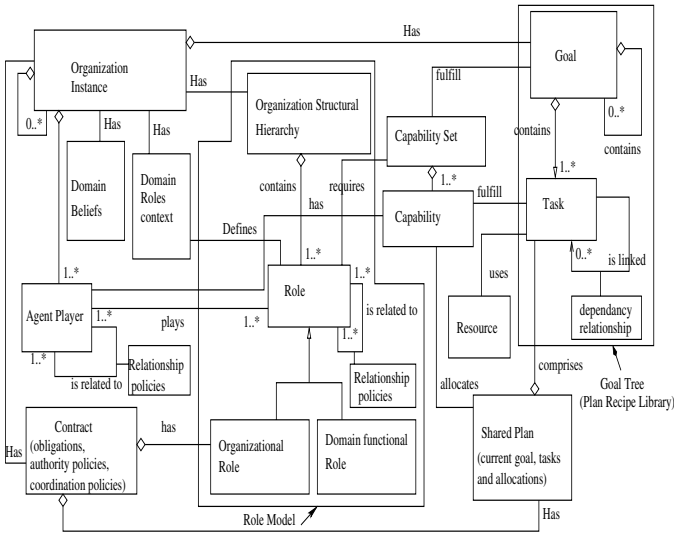 Has
Organization
Instance
Goal
Has
fulfill
0..*
Organization Structural
Hierarchy
Capability Set
0..*
contains
contains
Has
Has
Domain
Beliefs
Domain
Roles
context
contains
requires
1..*
1..*
has
Capability
fulfill
Task
Defines
1..*
1..*
1..*
0..*
is linked
Agent Player
Role
uses
1..*
plays
1..*
is related to
1..*
Resource
dependancy
relationship
1..*
is related to
Relationship
policies
Relationship
policies
allocates
comprises
Goal Tree
(Plan Recipe Library)
Contract
(obligations,
authority policies,
coordination policies)
has
Organizational
Role
Domain functional
Role
Shared Plan
(current goal, tasks
and allocations)
Has
Role Model
Has